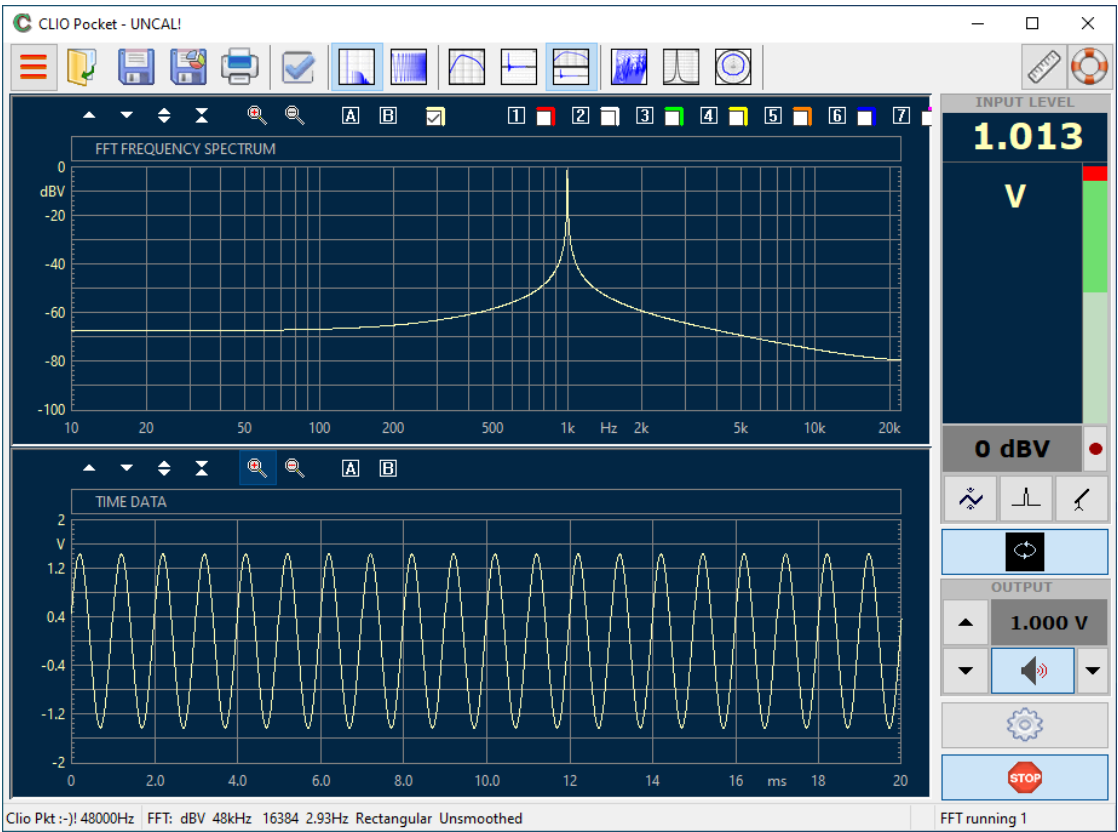 CLIO Pocket - UNCAL!
A B 1 2 3 4 5 6 7
FFT FREQUENCY SPECTRUM
0
dBV
-20
-40
-60
-80
-100
10 20 50 100 200 500 1k Hz 2k 5k 10k 20k
A B
TIME DATA
2
V
1.2
0.4
-0.4
-1.2
-2
0 2.0 4.0 6.0 8.0 10.0 12 14 16 ms 18 20
INPUT LEVEL
1.013
V
0 dBV
OUTPUT
1.000 V
STOP
Clio Pkt :-)! 48000Hz FFT: dBV 48kHz 16384 2.93Hz Rectangular Unsmoothed FFT running 1